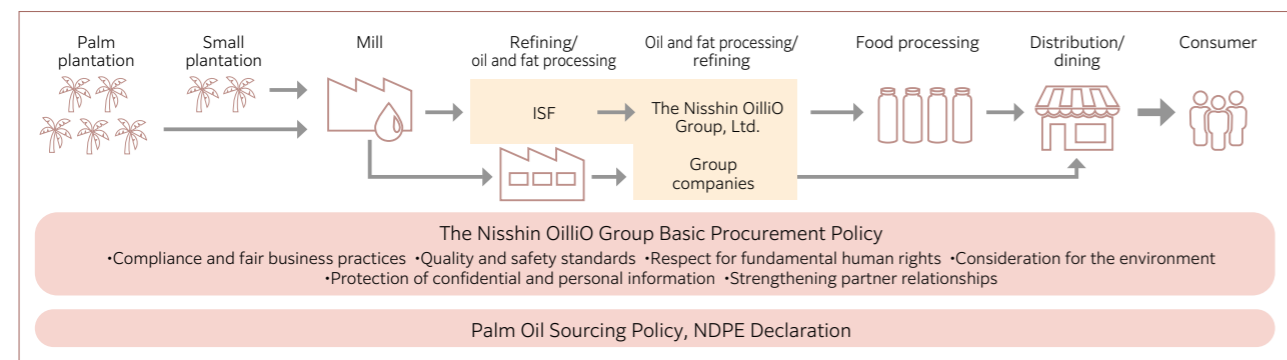 Palm
plantation
Small
plantation
Mill
Refining/
oil and fat processing
Oil and fat processing/
refining
Food processing
Distribution/
dining
Consumer
ISF
The Nisshin OilliO
Group, Ltd.
Group
companies
The Nisshin OilliO Group Basic Procurement Policy
•Compliance and fair business practices •Quality and safety standards •Respect for fundamental human rights •Consideration for the environment
•Protection of confidential and personal information •Strengthening partner relationships
Palm Oil Sourcing Policy, NDPE Declaration